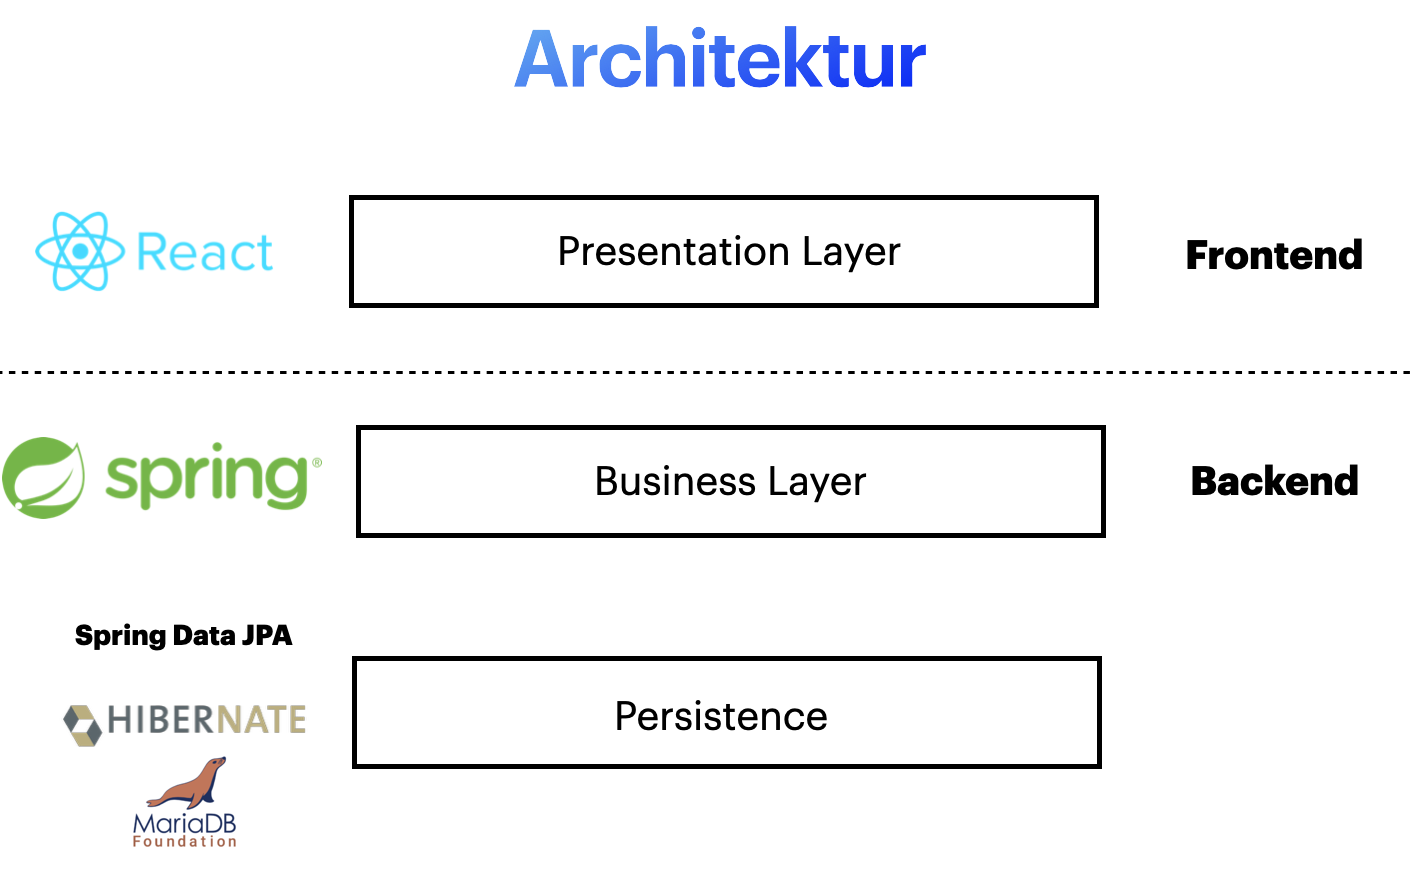 Architektur
React
Presentation Layer
Frontend
spring®
Business Layer
Backend
Spring Data JPA
HIBERNATE
Persistence
MariaDB
Foundation